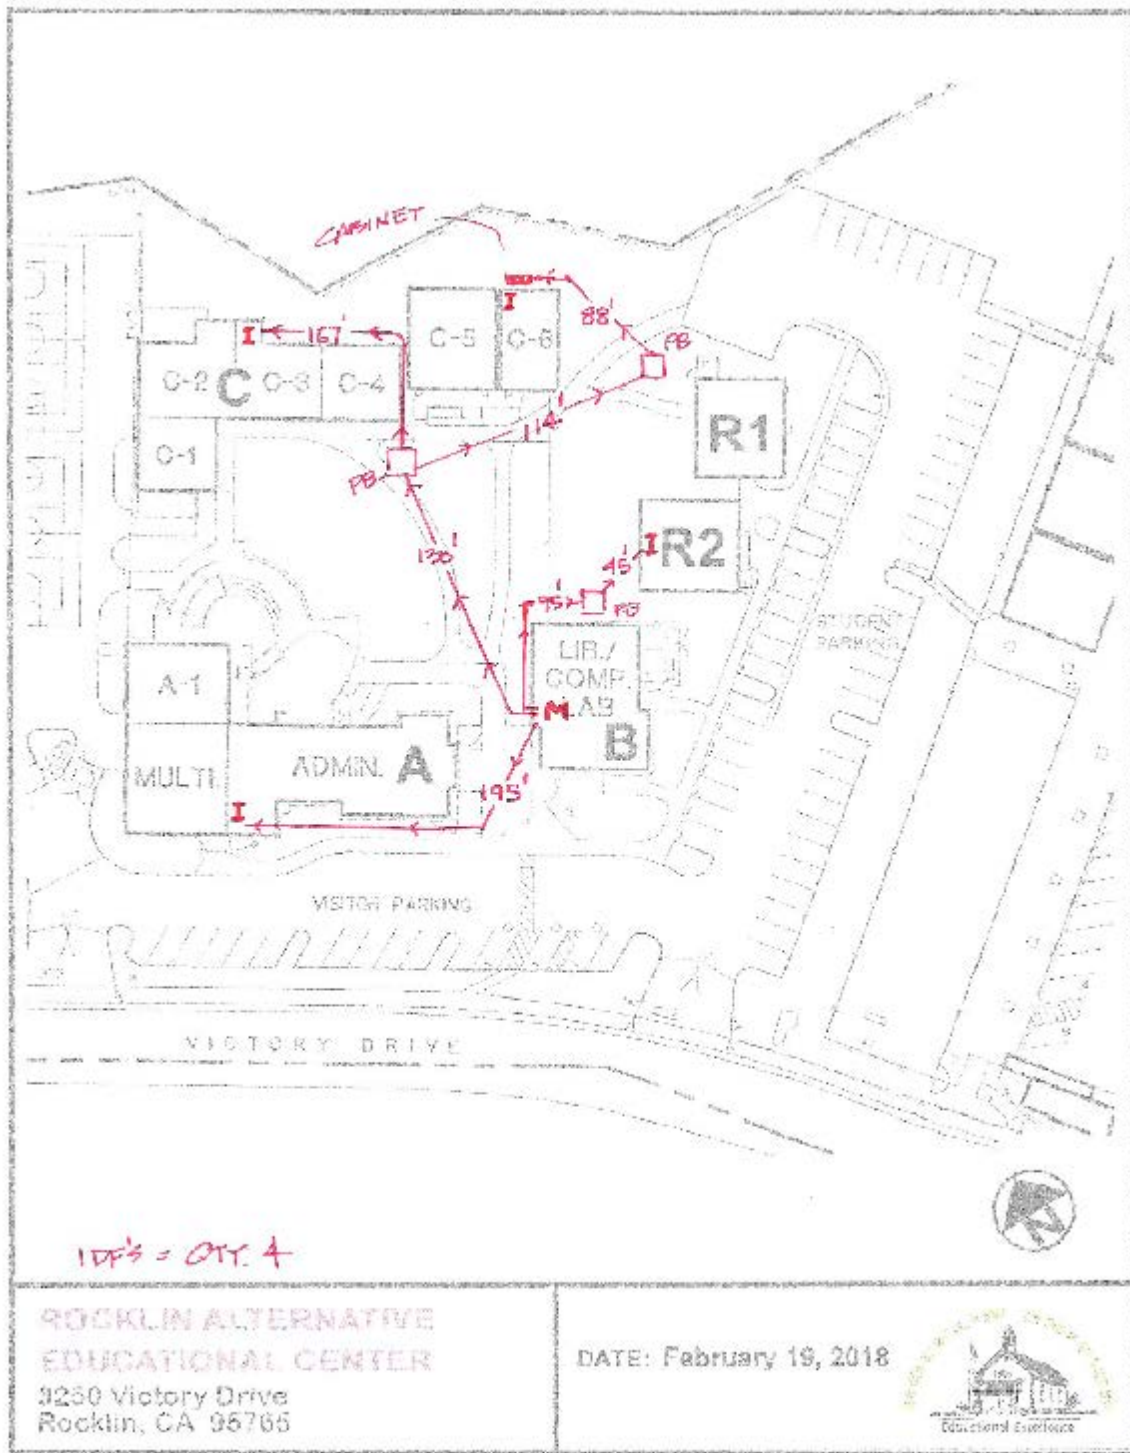 CABINET
I
88'
PB
I
167'
C-5
C-6
C-2
C
C-3
C-4
114'
R1
C-1
PB
130'
I
R2
45'
95'
PB
STUDENT
PARKING
LIB./
COMP.
LAB
A-1
M
B
MULTI.
ADMIN.
A
195'
I
VISITOR PARKING
VICTORY DRIVE
IDF'S = QTY. 4
ROCKLIN ALTERNATIVE
EDUCATIONAL CENTER
3250 Victory Drive
Rocklin, CA 95765
DATE: February 19, 2018
Educational Excellence